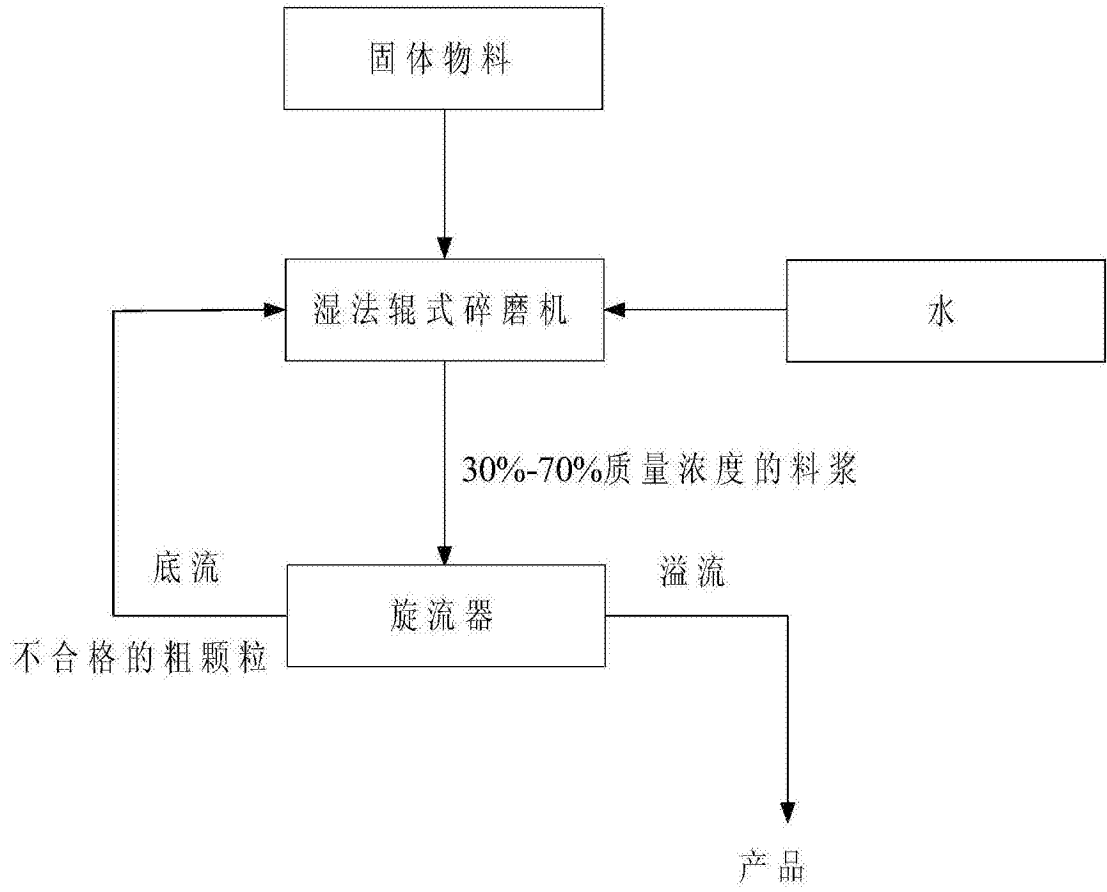 固体物料
湿法辊式碎磨机
水
30%-70%质量浓度的料浆
底流
溢流
旋流器
不合格的粗颗粒
产品